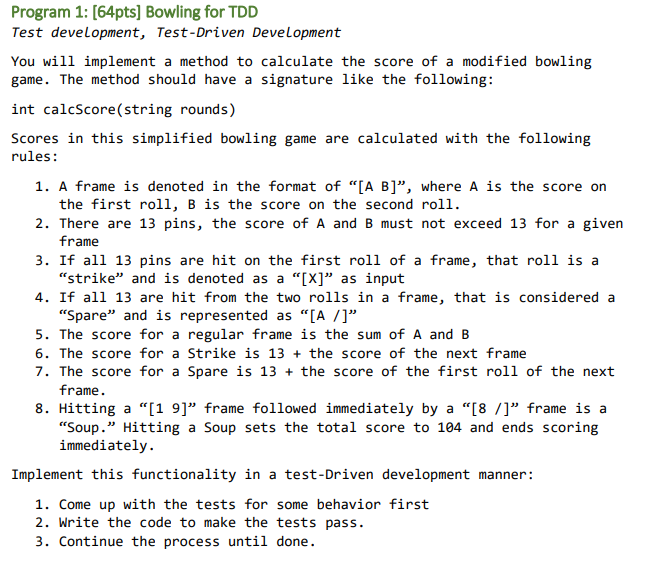 Program 1: [64pts] Bowling for TDD
Test development, Test-Driven Development
You will implement a method to calculate the score of a modified bowling
game. The method should have a signature like the following:
int calcScore(string rounds)
Scores in this simplified bowling game are calculated with the following
rules:
1. A frame is denoted in the format of “[A B]”, where A is the score on
the first roll, B is the score on the second roll.
2. There are 13 pins, the score of A and B must not exceed 13 for a given
frame
3. If all 13 pins are hit on the first roll of a frame, that roll is a
“strike” and is denoted as a “[X]” as input
4. If all 13 are hit from the two rolls in a frame, that is considered a
“Spare” and is represented as “[A /]”
5. The score for a regular frame is the sum of A and B
6. The score for a Strike is 13 + the score of the next frame
7. The score for a Spare is 13 + the score of the first roll of the next
frame.
8. Hitting a “[1 9]” frame followed immediately by a “[8 /]” frame is a
“Soup.” Hitting a Soup sets the total score to 104 and ends scoring
immediately.
Implement this functionality in a test-Driven development manner:
1. Come up with the tests for some behavior first
2. Write the code to make the tests pass.
3. Continue the process until done.